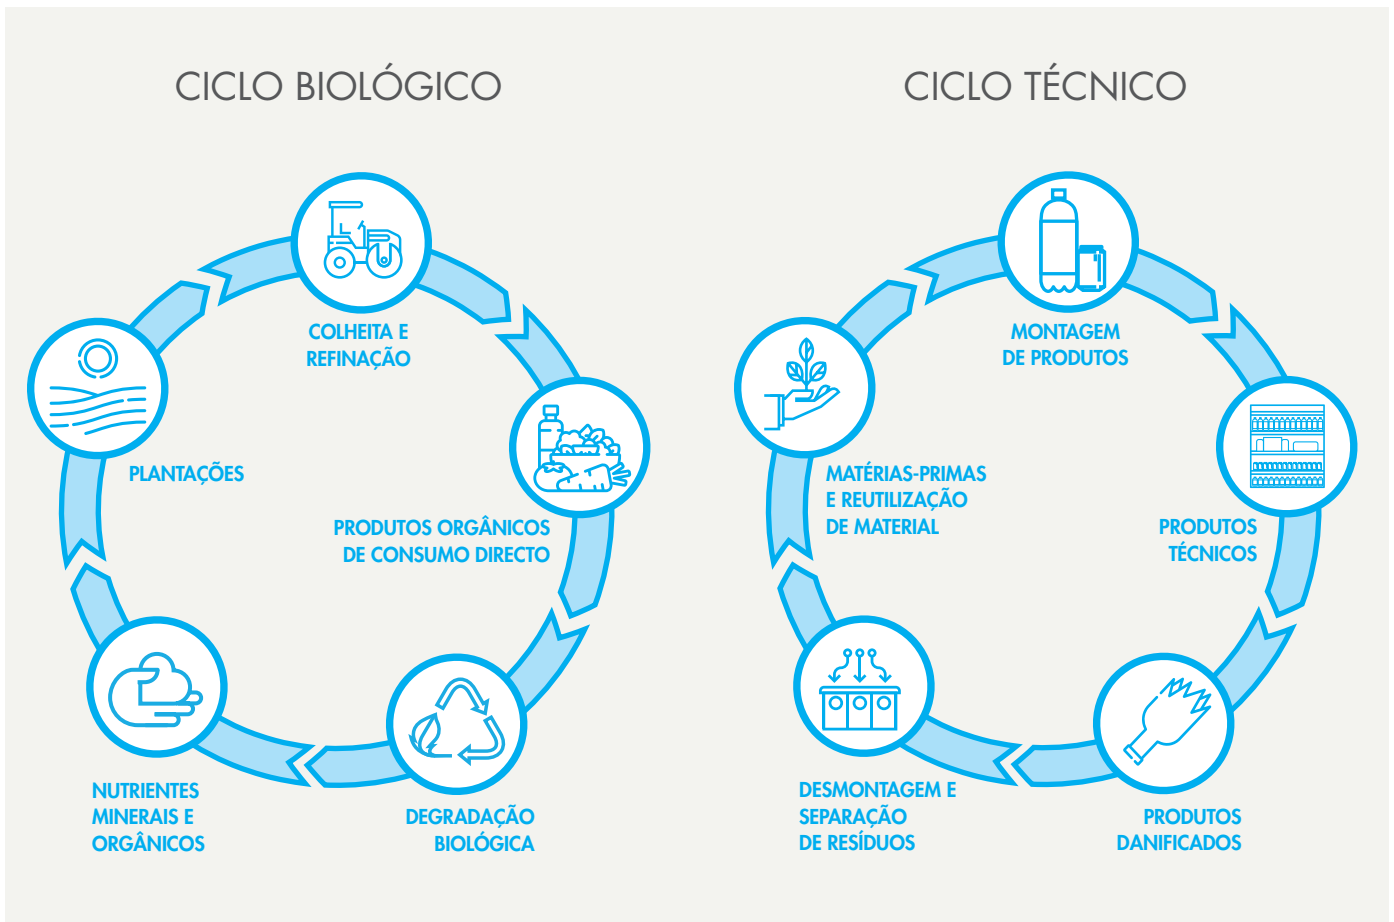 CICLO BIOLÓGICO
COLHEITA E
REFINAÇÃO
PRODUTOS ORGÂNICOS
DE CONSUMO DIRECTO
DEGRADAÇÃO
BIOLÓGICA
NUTRIENTES
MINERAIS E
ORGÂNICOS
PLANTAÇÕES
CICLO TÉCNICO
MONTAGEM
DE PRODUTOS
PRODUTOS
TÉCNICOS
PRODUTOS
DANIFICADOS
DESMONTAGEM E
SEPARAÇÃO
DE RESÍDUOS
MATÉRIAS-PRIMAS
E REUTILIZAÇÃO
DE MATERIAL